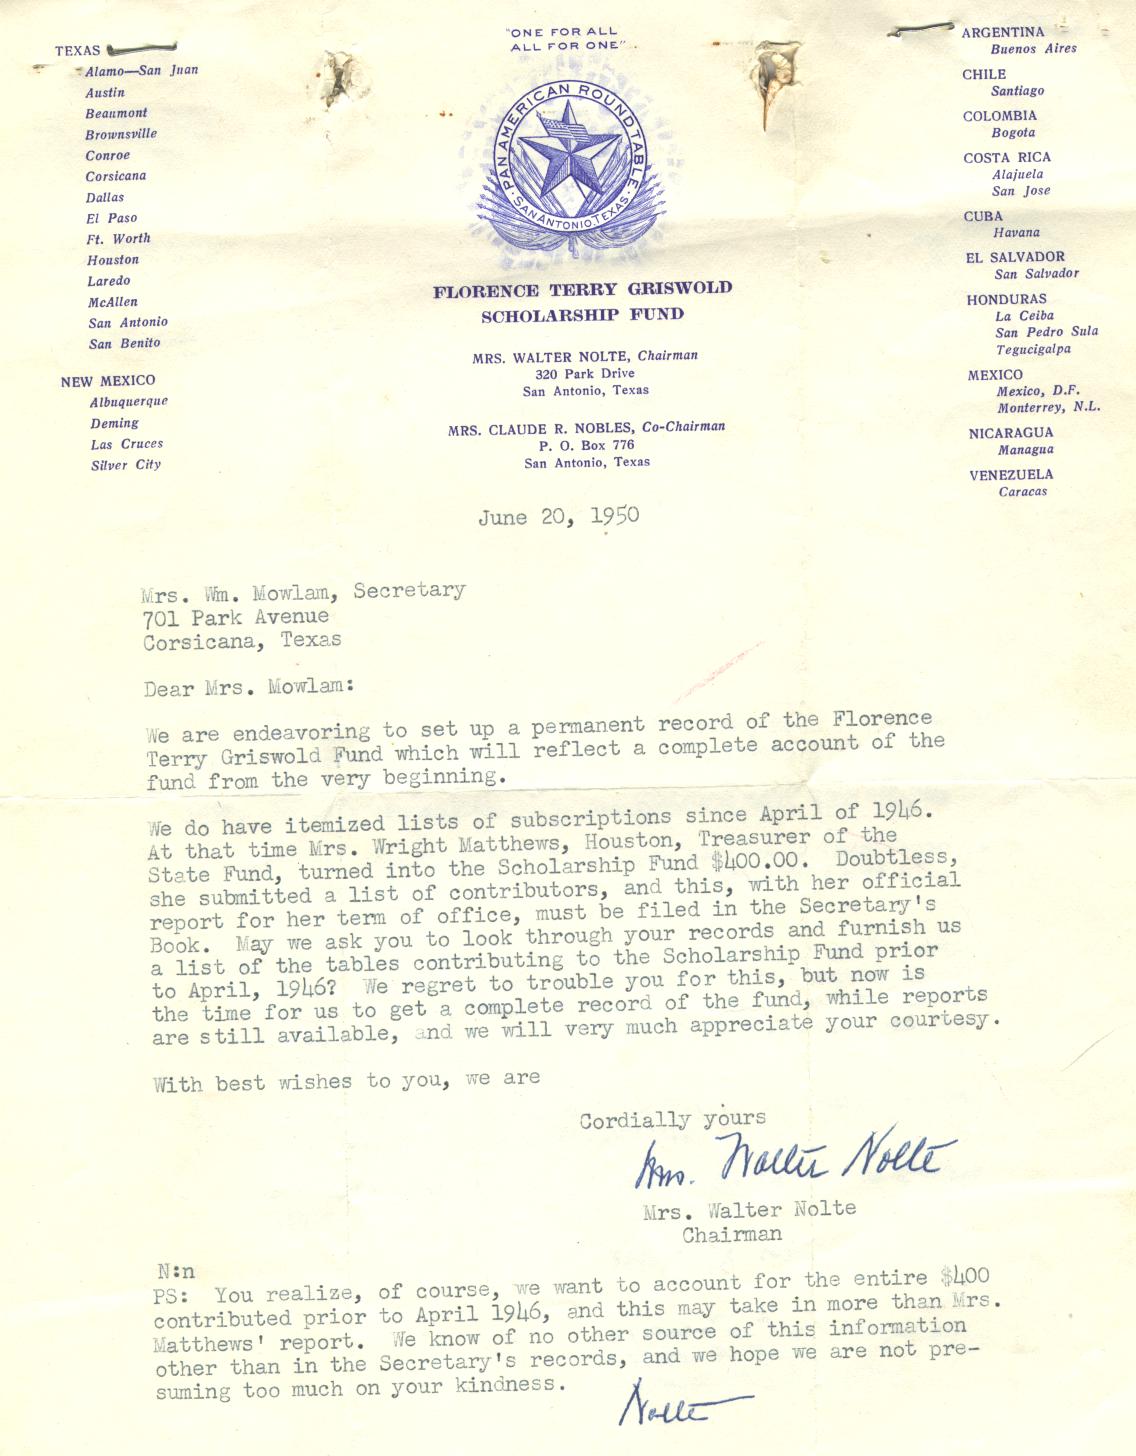 "ONE FOR ALL
ALL FOR ONE"
PAN AMERICAN ROUND TABLE
SAN ANTONIO, TEXAS
FLORENCE TERRY GRISWOLD
SCHOLARSHIP FUND
MRS. WALTER NOLTE, Chairman
320 Park Drive
San Antonio, Texas
MRS. CLAUDE R. NOBLES, Co-Chairman
P. O. Box 776
San Antonio, Texas
TEXAS
Alamo—San Juan
Austin
Beaumont
Brownsville
Conroe
Corsicana
Dallas
El Paso
Ft. Worth
Houston
Laredo
McAllen
San Antonio
San Benito
NEW MEXICO
Albuquerque
Deming
Las Cruces
Silver City
ARGENTINA
Buenos Aires
CHILE
Santiago
COLOMBIA
Bogota
COSTA RICA
Alajuela
San Jose
CUBA
Havana
EL SALVADOR
San Salvador
HONDURAS
La Ceiba
San Pedro Sula
Tegucigalpa
MEXICO
Mexico, D.F.
Monterrey, N.L.
NICARAGUA
Managua
VENEZUELA
Caracas
June 20, 1950
Mrs. Wm. Mowlam, Secretary
701 Park Avenue
Corsicana, Texas
Dear Mrs. Mowlam:
We are endeavoring to set up a permanent record of the Florence
Terry Griswold Fund which will reflect a complete account of the
fund from the very beginning.
We do have itemized lists of subscriptions since April of 1946.
At that time Mrs. Wright Matthews, Houston, Treasurer of the
State Fund, turned into the Scholarship Fund $400.00. Doubtless,
she submitted a list of contributors, and this, with her official
report for her term of office, must be filed in the Secretary's
Book. May we ask you to look through your records and furnish us
a list of the tables contributing to the Scholarship Fund prior
to April, 1946? We regret to trouble you for this, but now is
the time for us to get a complete record of the fund, while reports
are still available, and we will very much appreciate your courtesy.
With best wishes to you, we are
Cordially yours
Mrs. Walter Nolte
Mrs. Walter Nolte
Chairman
N:n
PS: You realize, of course, we want to account for the entire $400
contributed prior to April 1946, and this may take in more than Mrs.
Matthews' report. We know of no other source of this information
other than in the Secretary's records, and we hope we are not pre-
suming too much on your kindness.
Nolte